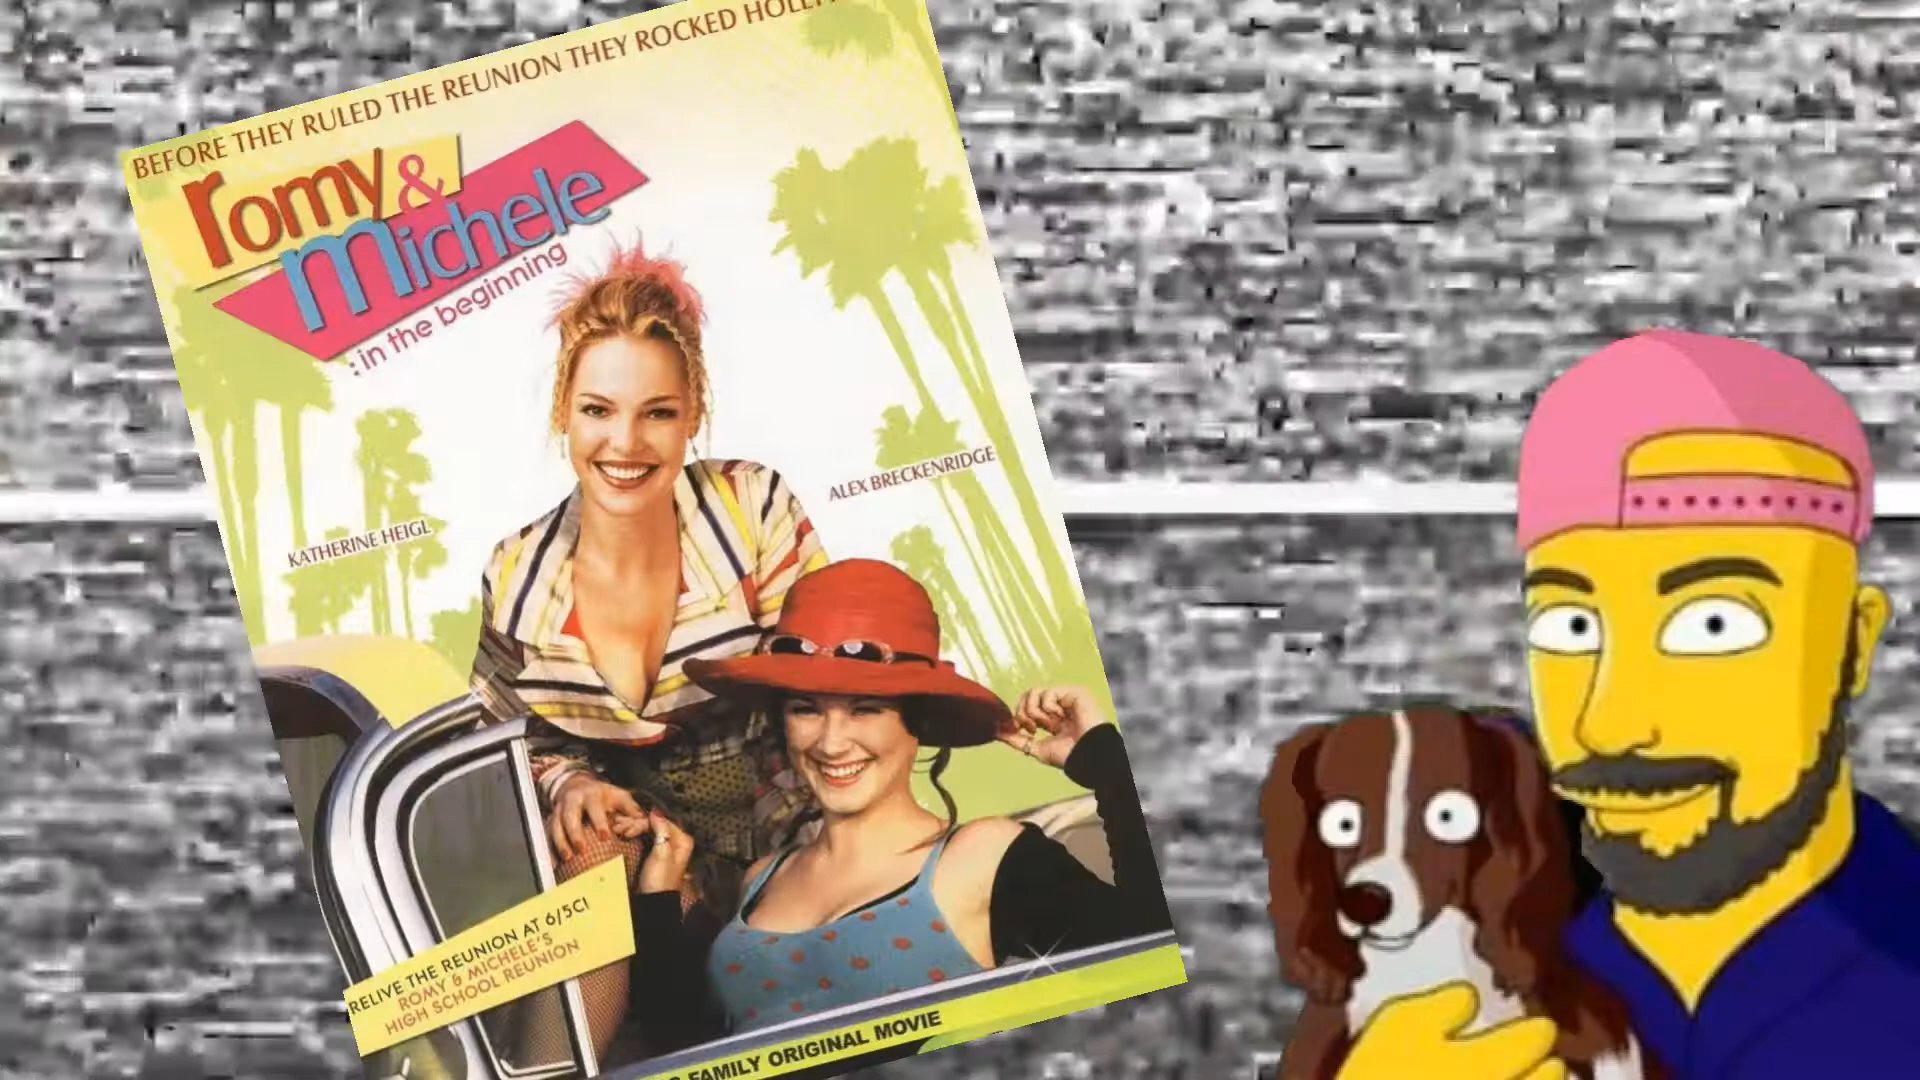 BEFORE THEY RULED THE REUNION THEY ROCKED
romy &
michele
: in the beginning
KATHERINE HEIGL
ALEX BRECKENRIDGE
RELIVE THE REUNION AT 6/5C!
ROMY & MICHELE'S
HIGH SCHOOL REUNION
FAMILY ORIGINAL MOVIE